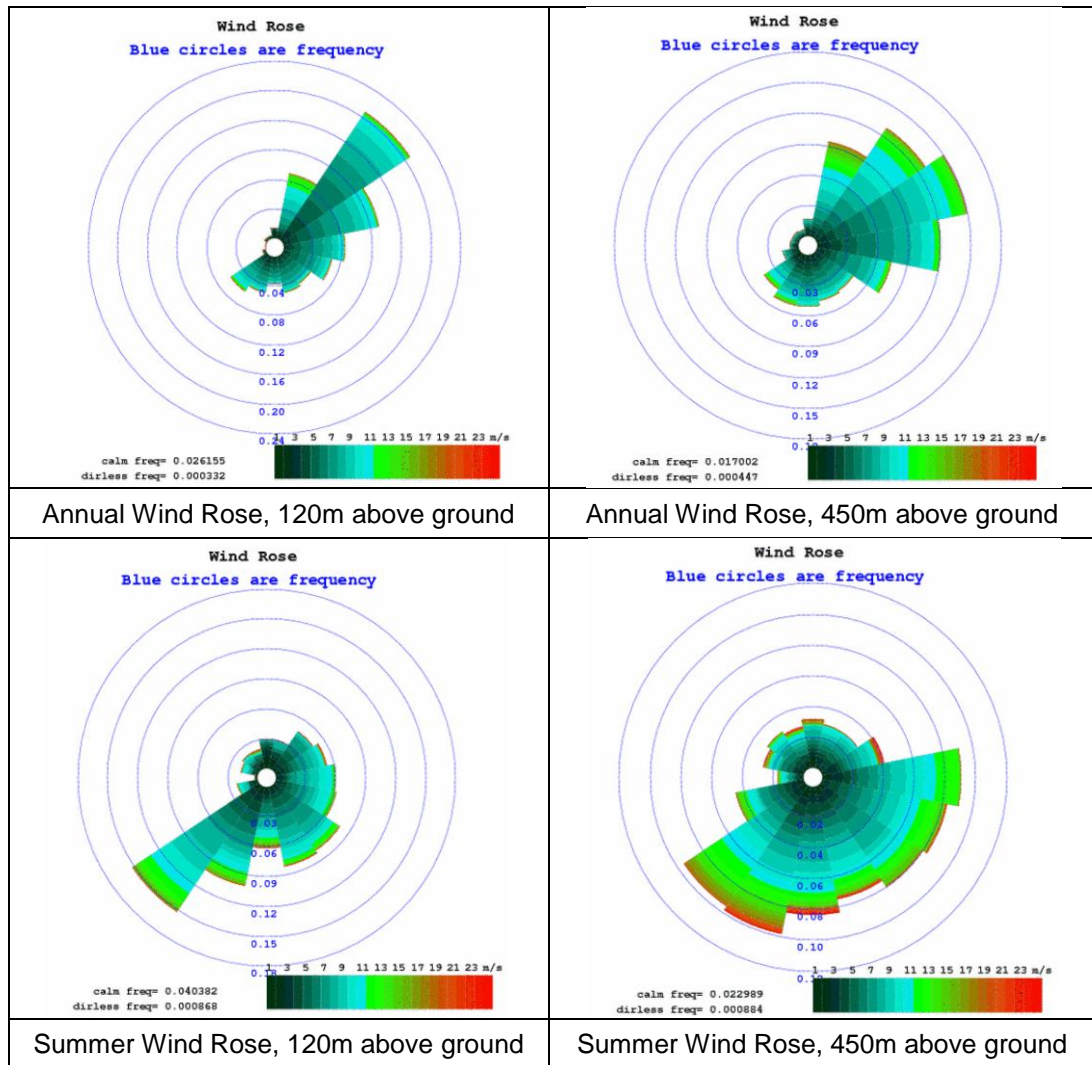 Wind Rose
Blue circles are frequency
0.04
0.08
0.12
0.16
0.20
0.24
1 3 5 7 9 11 13 15 17 19 21 23 m/s
calm freq= 0.026155
dirless freq= 0.000332
Annual Wind Rose, 120m above ground
Wind Rose
Blue circles are frequency
0.03
0.06
0.09
0.12
0.15
1 3 5 7 9 11 13 15 17 19 21 23 m/s
calm freq= 0.017002
dirless freq= 0.000447
Annual Wind Rose, 450m above ground
Wind Rose
Blue circles are frequency
0.03
0.06
0.09
0.12
0.15
0.18
1 3 5 7 9 11 13 15 17 19 21 23 m/s
calm freq= 0.040382
dirless freq= 0.000868
Summer Wind Rose, 120m above ground
Wind Rose
Blue circles are frequency
0.02
0.04
0.06
0.08
0.10
1 3 5 7 9 11 13 15 17 19 21 23 m/s
calm freq= 0.022989
dirless freq= 0.000884
Summer Wind Rose, 450m above ground